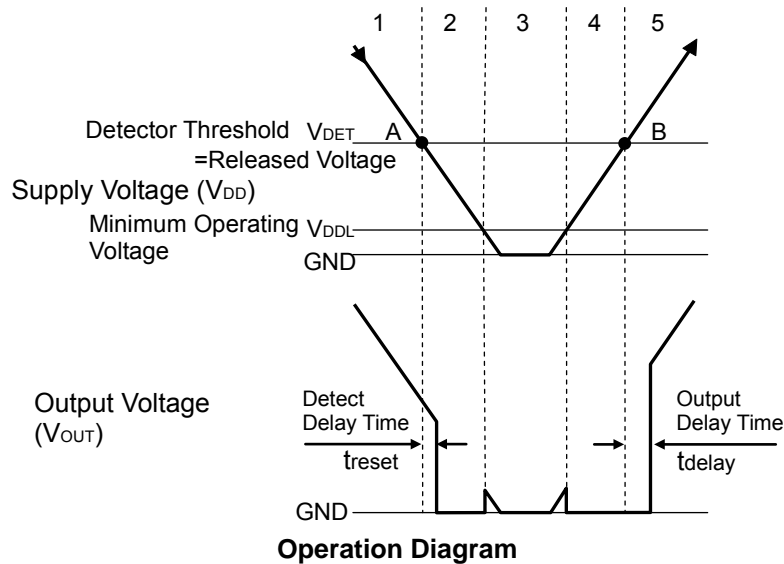 1 2 3 4 5
Detector Threshold VDET A B
=Released Voltage
Supply Voltage (VDD)
Minimum Operating VDDL
Voltage
GND
Output Voltage
(VOUT)
Detect
Delay Time
treset
Output
Delay Time
tdelay
GND
Operation Diagram